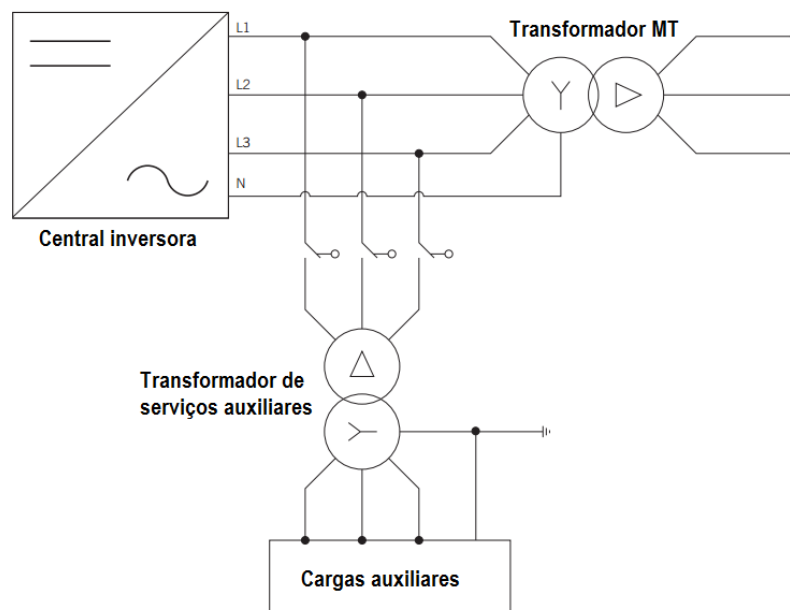 Transformador MT
L1
L2
L3
N
Central inversora
Transformador de
serviços auxiliares
Cargas auxiliares